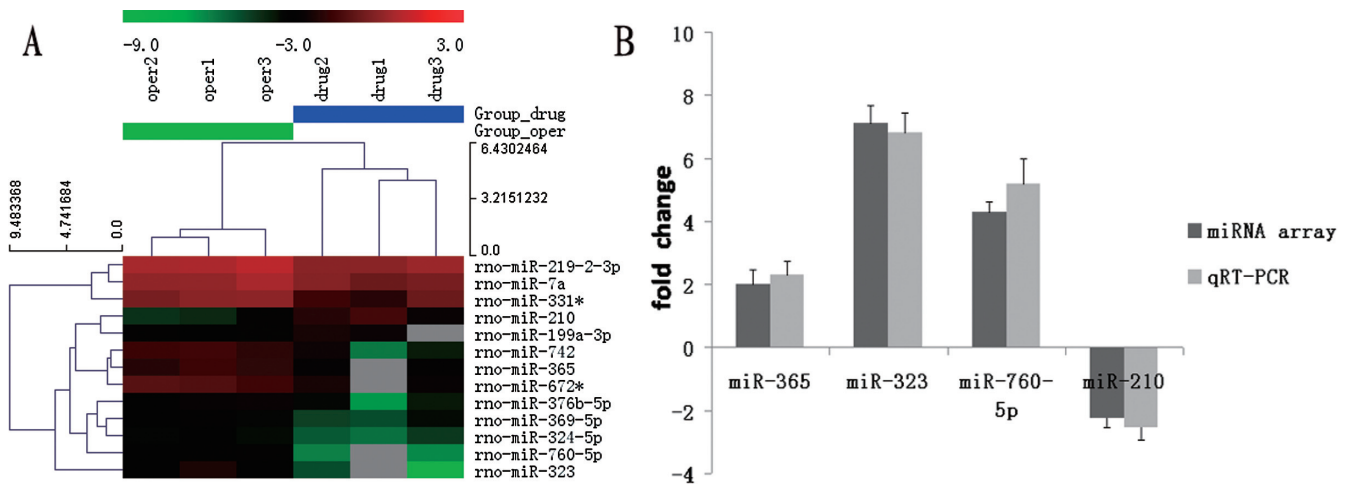 A
-9.0 -3.0 3.0
oper2 oper1 oper3 drug2 drug1 drug3
Group_drug
Group_oper
6.4302464
3.2151232
0.0
9.483368 4.741684 0.0
rno-miR-219-2-3p
rno-miR-7a
rno-miR-331*
rno-miR-210
rno-miR-199a-3p
rno-miR-742
rno-miR-365
rno-miR-672*
rno-miR-376b-5p
rno-miR-369-5p
rno-miR-324-5p
rno-miR-760-5p
rno-miR-323
B
fold change
10
8
6
4
2
0
-2
-4
miR-365 miR-323 miR-760-5p miR-210
miRNA array
qRT-PCR